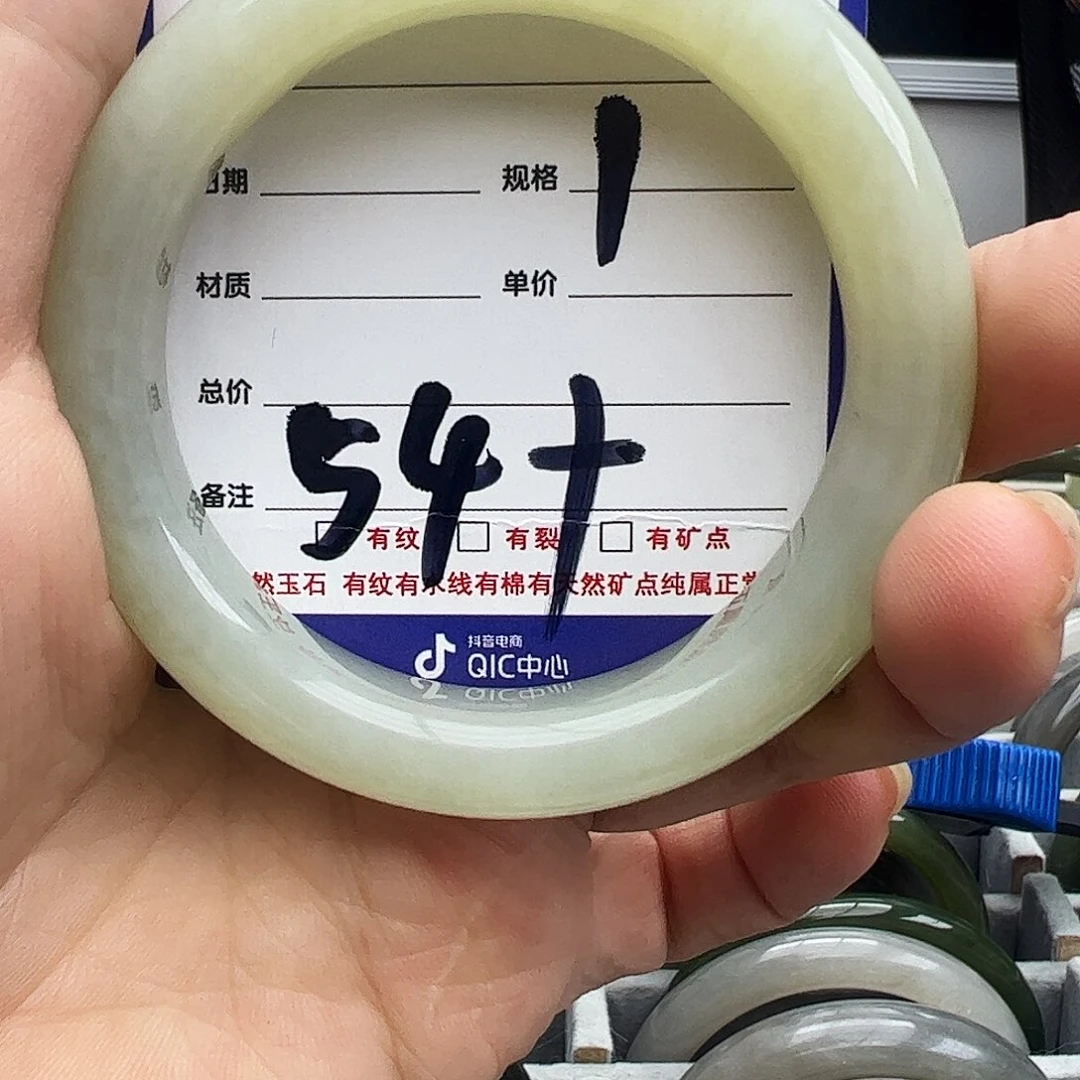 日期 规格 1
材质 单价
总价
备注 54+
有纹 有裂 有矿点
然玉石 有纹有水线有棉有天然矿点纯属正常
抖音电商
QIC中心